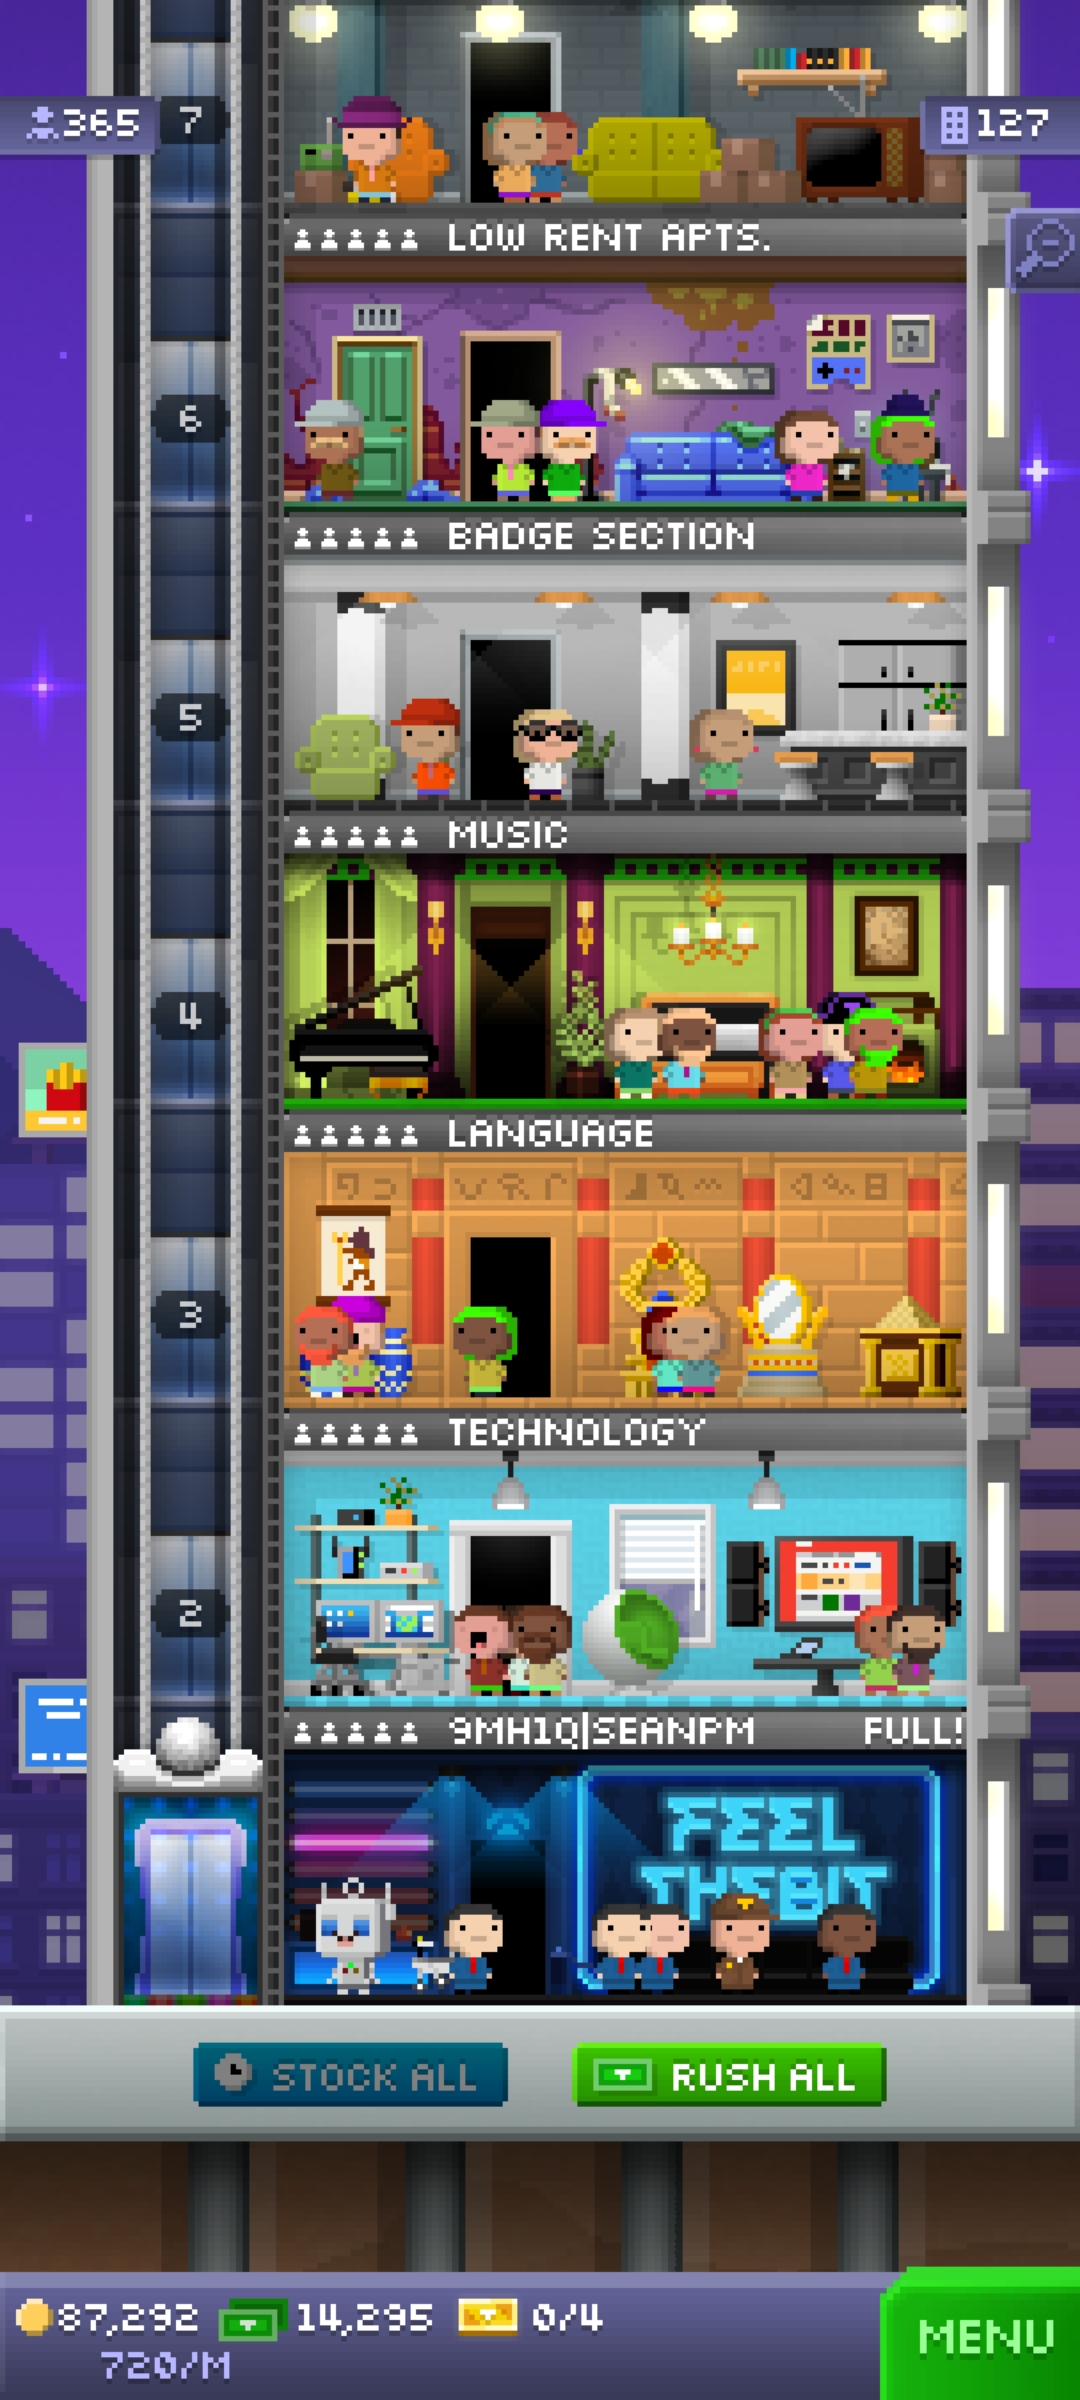 365
7
127
LOW RENT APTS.
6
BADGE SECTION
5
MUSIC
4
LANGUAGE
3
TECHNOLOGY
2
9MH1Q|SEANPM FULL!
FEEL
THEBIT
STOCK ALL
RUSH ALL
87,292
14,295
0/4
720/M
MENU